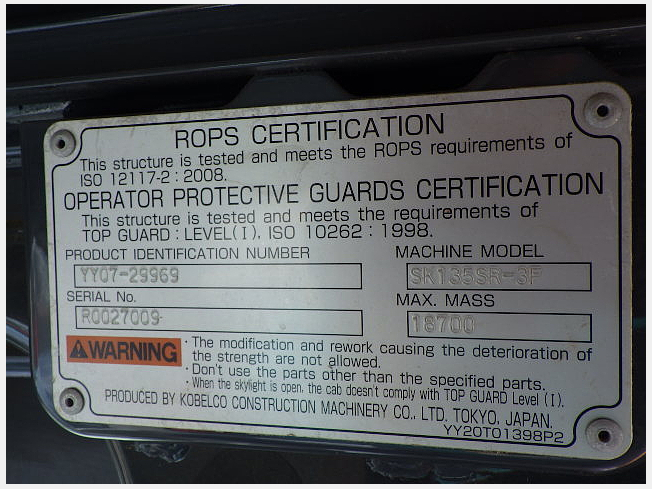 ROPS CERTIFICATION
This structure is tested and meets the ROPS requirements of
ISO 12117-2 : 2008.
OPERATOR PROTECTIVE GUARDS CERTIFICATION
This structure is tested and meets the requirements of
TOP GUARD : LEVEL(I), ISO 10262 : 1998.
PRODUCT IDENTIFICATION NUMBER
YY07-29969
MACHINE MODEL
SK135SR-3F
SERIAL No.
R0027009
MAX. MASS
18700
WARNING
· The modification and rework causing the deterioration of
the strength are not allowed.
· Don't use the parts other than the specified parts.
· When the skylight is open, the cab doesn't comply with TOP GUARD Level (I).
PRODUCED BY KOBELCO CONSTRUCTION MACHINERY CO., LTD. TOKYO, JAPAN.
YY20T01398P2